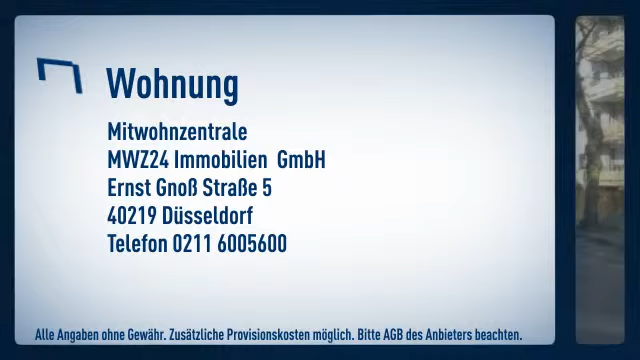 Wohnung
Mitwohnzentrale
MWZ24 Immobilien GmbH
Ernst Gnoß Straße 5
40219 Düsseldorf
Telefon 0211 6005600
Alle Angaben ohne Gewähr. Zusätzliche Provisionskosten möglich. Bitte AGB des Anbieters beachten.